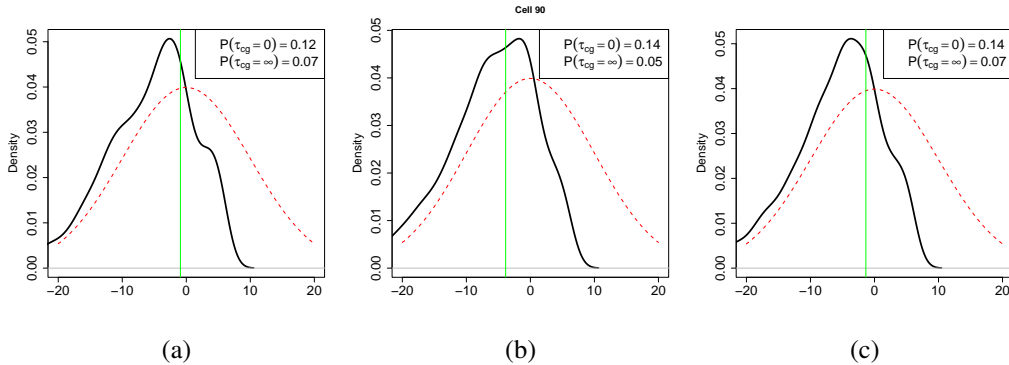 Cell 90
P(τcg = 0) = 0.12
P(τcg = ∞) = 0.07
Density
0.00 0.01 0.02 0.03 0.04 0.05
−20 −10 0 10 20
(a)
P(τcg = 0) = 0.14
P(τcg = ∞) = 0.05
Density
0.00 0.01 0.02 0.03 0.04 0.05
−20 −10 0 10 20
(b)
P(τcg = 0) = 0.14
P(τcg = ∞) = 0.07
Density
0.00 0.01 0.02 0.03 0.04 0.05
−20 −10 0 10 20
(c)